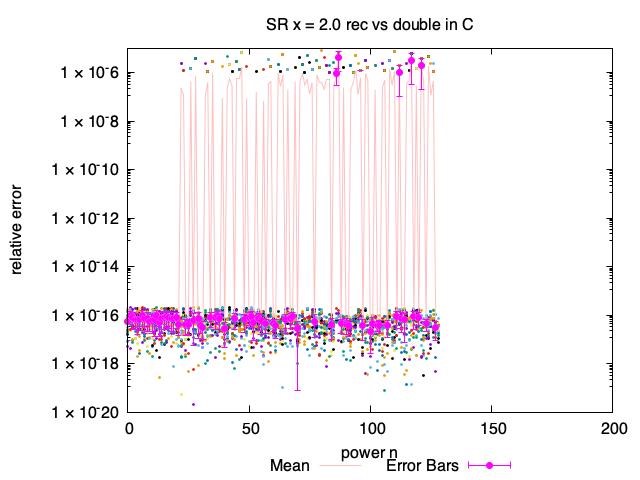 SR x = 2.0 rec vs double in C
1 × 10-6
1 × 10-8
1 × 10-10
1 × 10-12
1 × 10-14
1 × 10-16
1 × 10-18
1 × 10-20
relative error
0 50 100 150 200
power n
Mean Error Bars